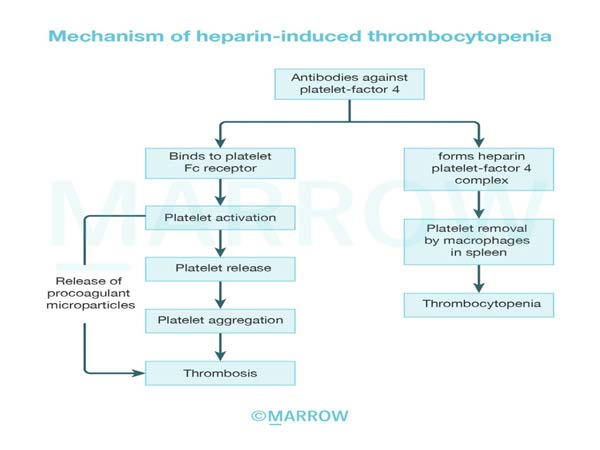 Mechanism of heparin-induced thrombocytopenia
Antibodies against
platelet-factor 4
Binds to platelet
Fc receptor
Platelet activation
Platelet release
Platelet aggregation
Thrombosis
Release of
procoagulant
microparticles
forms heparin
platelet-factor 4
complex
Platelet removal
by macrophages
in spleen
Thrombocytopenia
MARROW
©MARROW